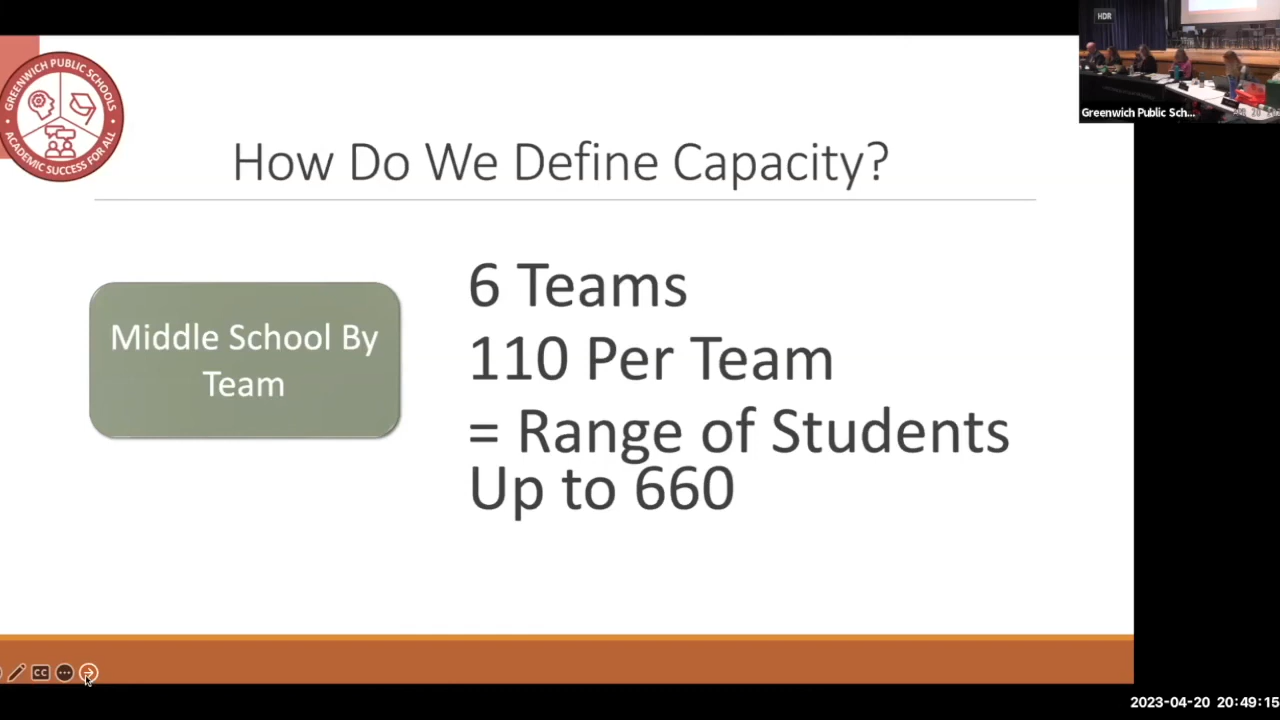 HDR
GREENWICH PUBLIC SCHOOLS
ACADEMIC SUCCESS FOR ALL
Greenwich Public Sch...
How Do We Define Capacity?
Middle School By
Team
6 Teams
110 Per Team
= Range of Students
Up to 660
CC
2023-04-20 20:49:15